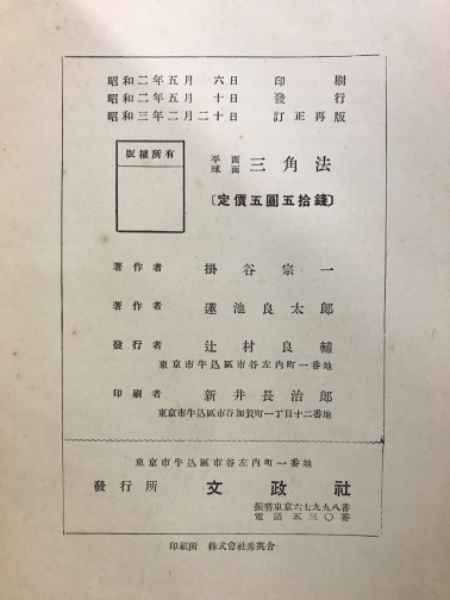 昭和二年五月六日 印刷
昭和二年五月十日 發行
昭和三年二月二十日 訂正再版
版權所有
平面球面 三角法
〔定價五圓五拾錢〕
著作者 掛谷宗一
著作者 蓮池良太郎
發行者 辻村良輔
東京市牛込區市谷左內町一番地
印刷者 新井長治郎
東京市牛込區市谷加賀町一丁目十二番地
東京市牛込區市谷左內町一番地
發行所 文政社
振替東京六七九九八番
電話 五三〇番
印刷所 株式會社秀英舍